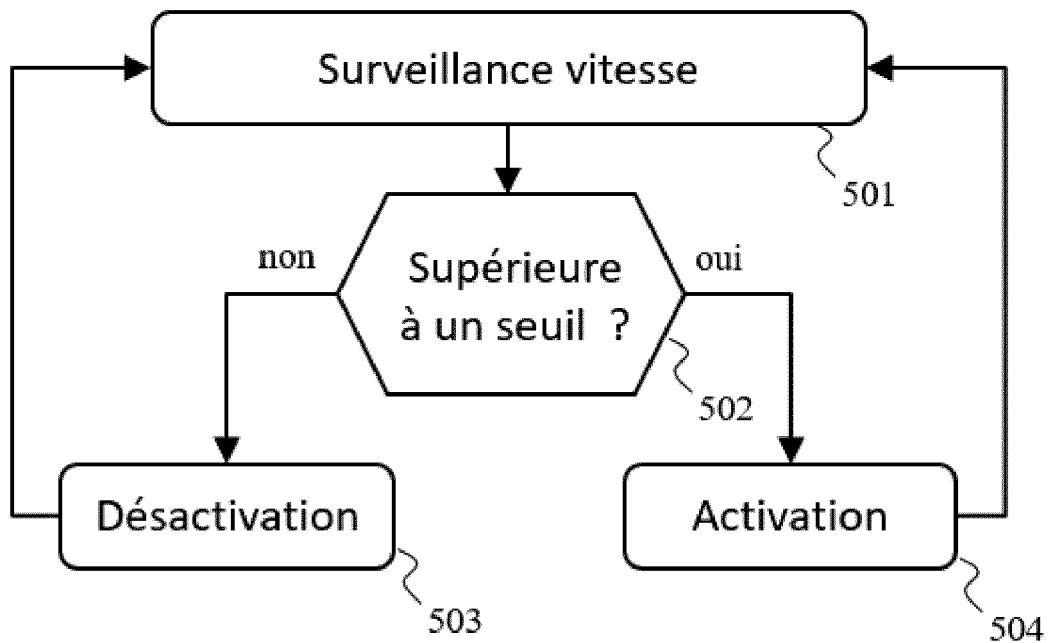 Surveillance vitesse
501
non
Supérieure
à un seuil ?
oui
502
Désactivation
503
Activation
504